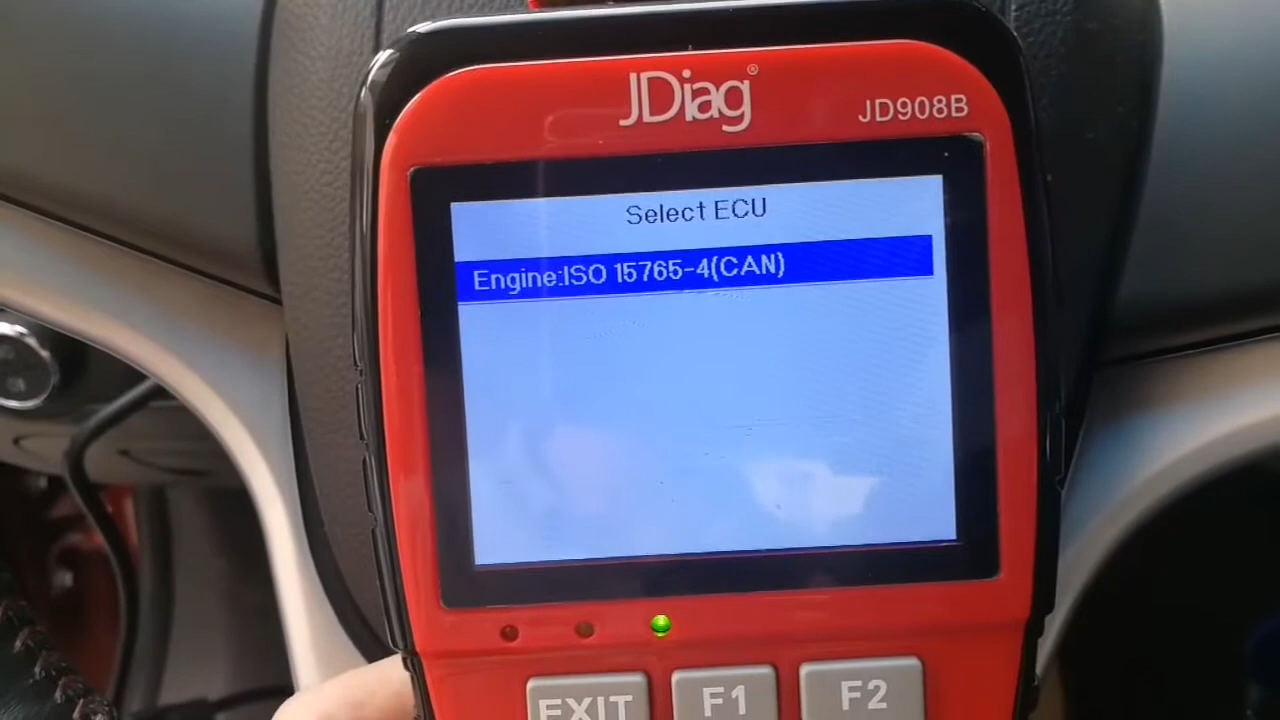 JDiag®
JD908B
Select ECU
Engine:ISO 15765-4(CAN)
EXIT
F1
F2